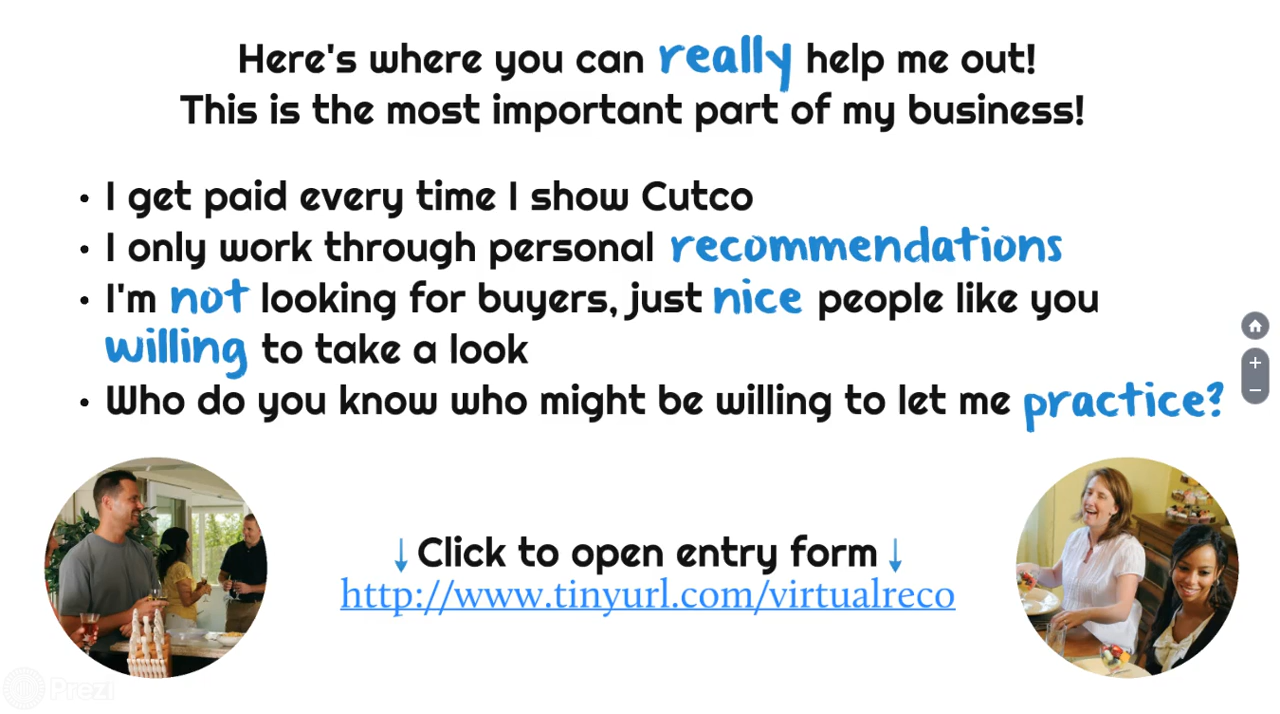 Here's where you can really help me out!
This is the most important part of my business!
• I get paid every time I show Cutco
• I only work through personal recommendations
• I'm not looking for buyers, just nice people like you
willing to take a look
• Who do you know who might be willing to let me practice?
↓Click to open entry form↓
http://www.tinyurl.com/virtualreco
Prezi